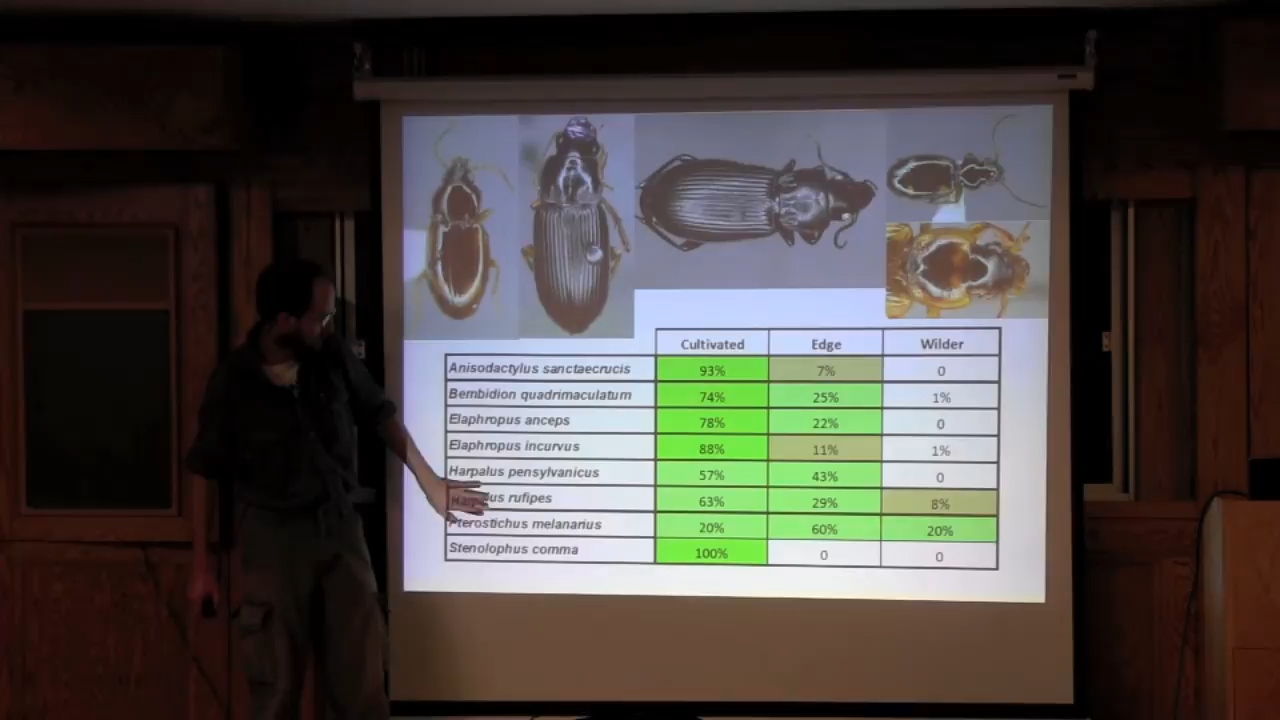 Cultivated Edge Wilder
Anisodactylus sanctaecrucis 93% 7% 0
Bembidion quadrimaculatum 74% 25% 1%
Elaphropus anceps 78% 22% 0
Elaphropus incurvus 88% 11% 1%
Harpalus pensylvanicus 57% 43% 0
Harpalus rufipes 63% 29% 8%
Pterostichus melanarius 20% 60% 20%
Stenolophus comma 100% 0 0